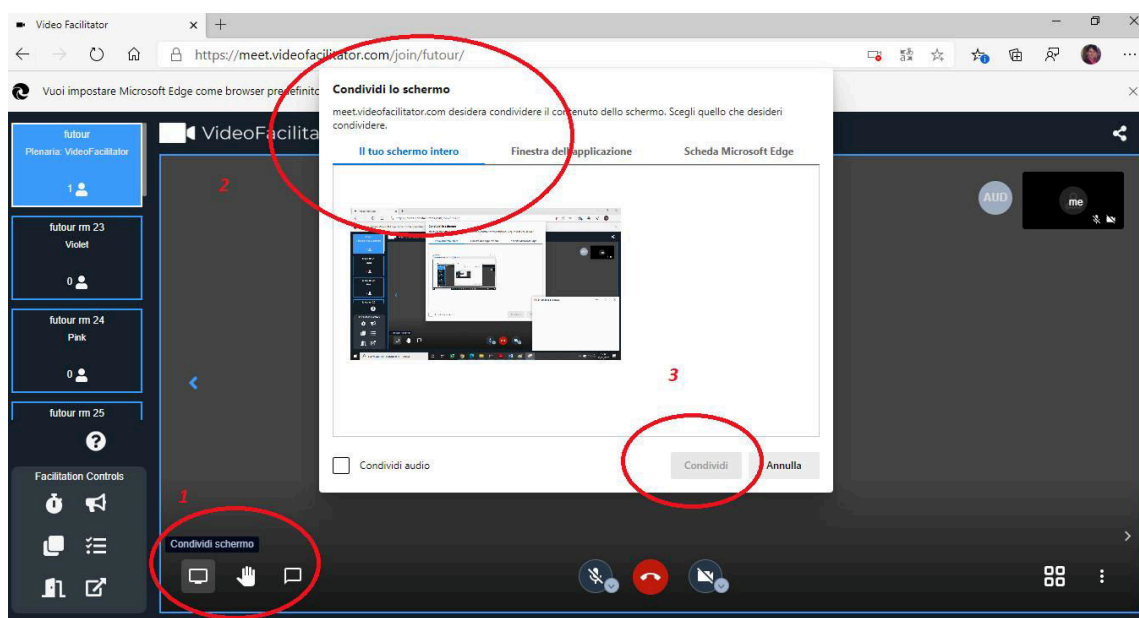 Video Facilitator
https://meet.videofacilitator.com/join/futour/
Vuoi impostare Microsoft Edge come browser predefinito
Condividi lo schermo
meet.videofacilitator.com desidera condividere il contenuto dello schermo. Scegli quello che desideri
condividere.
Il tuo schermo intero
Finestra dell'applicazione
Scheda Microsoft Edge
futour
Plenaria: VideoFacilitator
1
VideoFacilita
2
AUD
me
futour rm 23
Violet
0
futour rm 24
Pink
0
futour rm 25
3
Condividi audio
Condividi
Annulla
Facilitation Controls
1
Condividi schermo